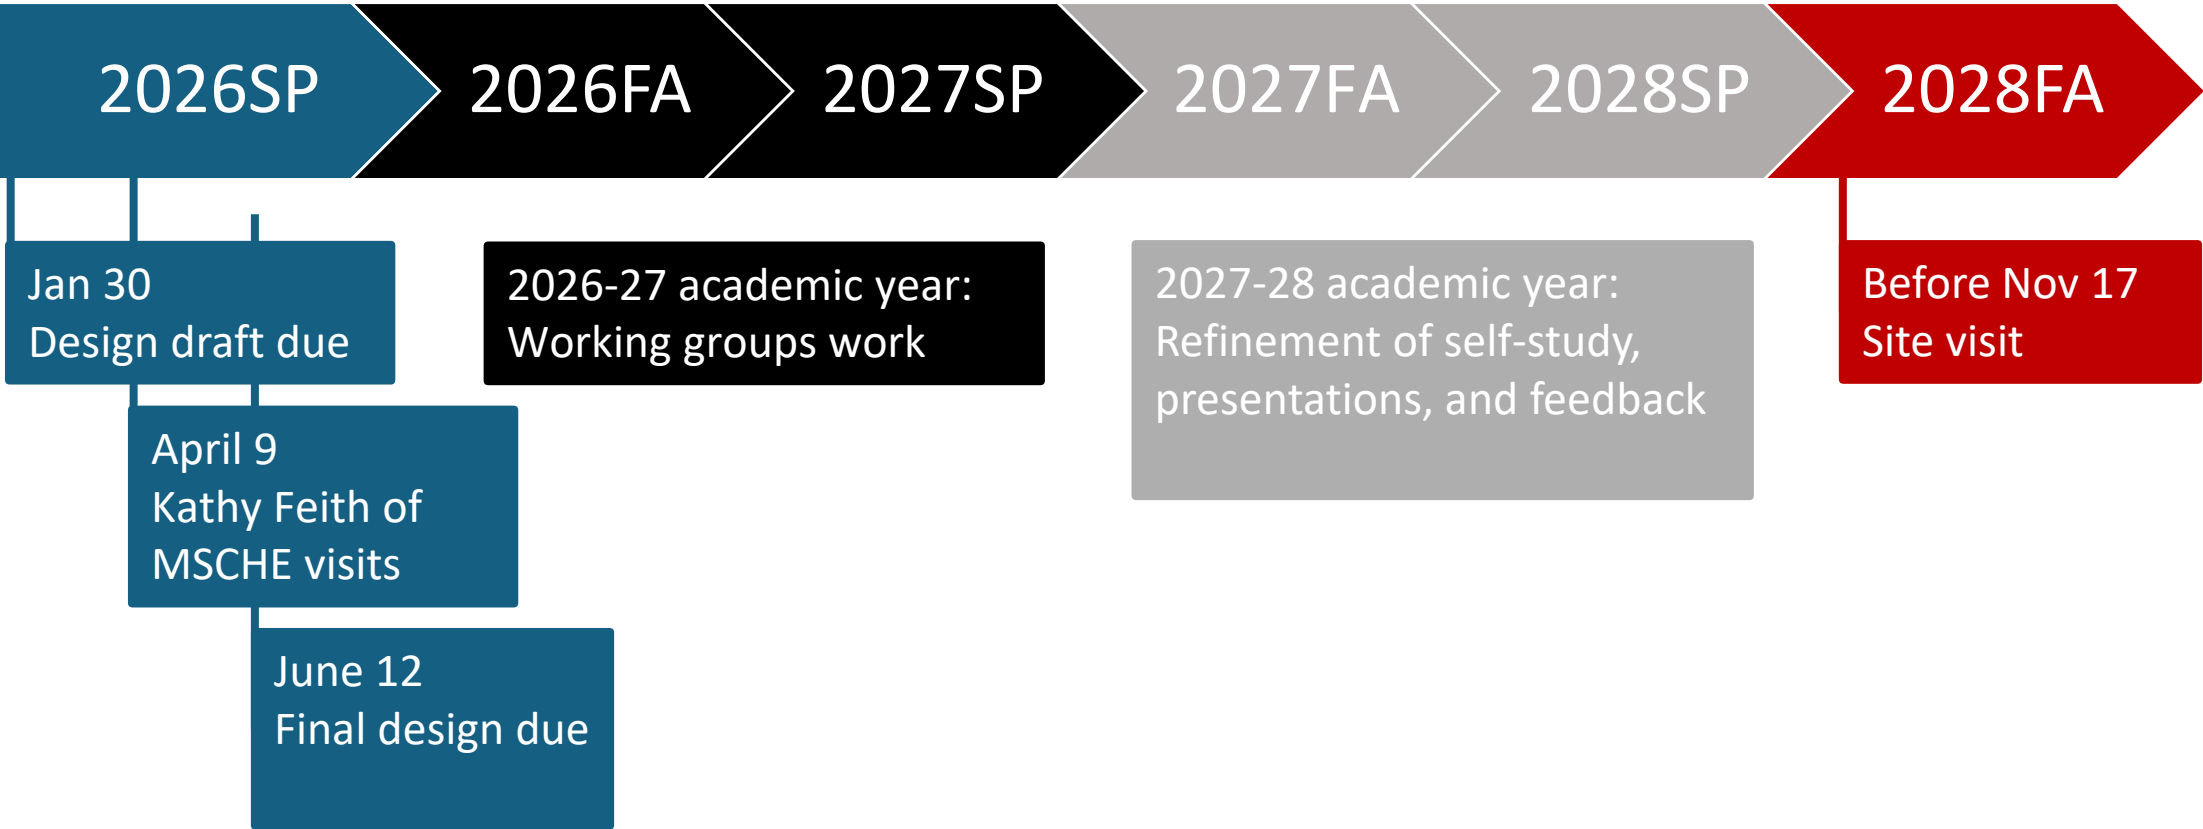 2026SP
2026FA
2027SP
2027FA
2028SP
2028FA
Jan 30
Design draft due
April 9
Kathy Feith of
MSCHE visits
June 12
Final design due
2026-27 academic year:
Working groups work
2027-28 academic year:
Refinement of self-study,
presentations, and feedback
Before Nov 17
Site visit